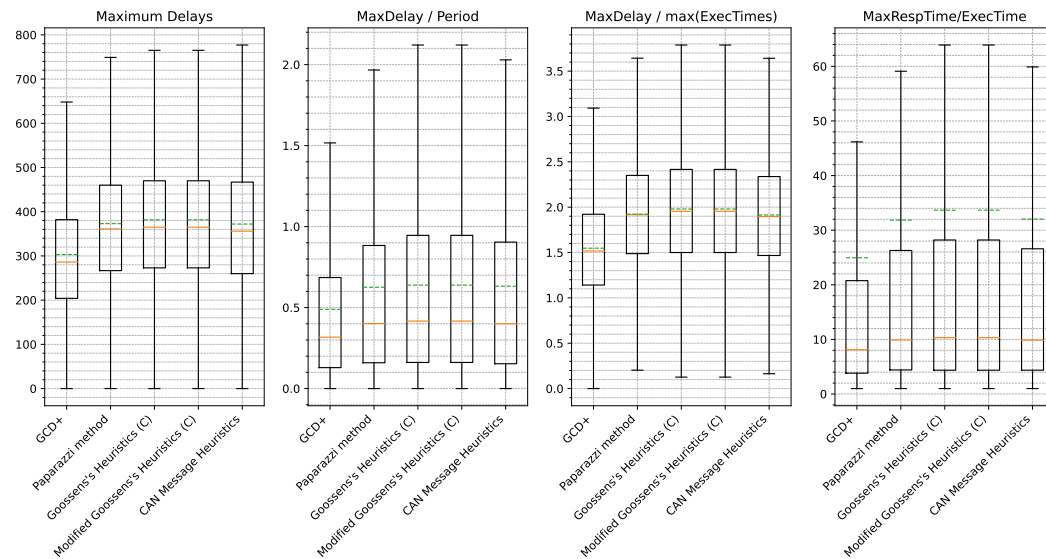 Maximum Delays
800
700
600
500
400
300
200
100
0
GCD+
Paparazzi method
Goossens's Heuristics (C)
Modified Goossens's Heuristics (C)
CAN Message Heuristics
MaxDelay / Period
2.0
1.5
1.0
0.5
0.0
GCD+
Paparazzi method
Goossens's Heuristics (C)
Modified Goossens's Heuristics (C)
CAN Message Heuristics
MaxDelay / max(ExecTimes)
3.5
3.0
2.5
2.0
1.5
1.0
0.5
0.0
GCD+
Paparazzi method
Goossens's Heuristics (C)
Modified Goossens's Heuristics (C)
CAN Message Heuristics
MaxRespTime/ExecTime
60
50
40
30
20
10
0
GCD+
Paparazzi method
Goossens's Heuristics (C)
Modified Goossens's Heuristics (C)
CAN Message Heuristics